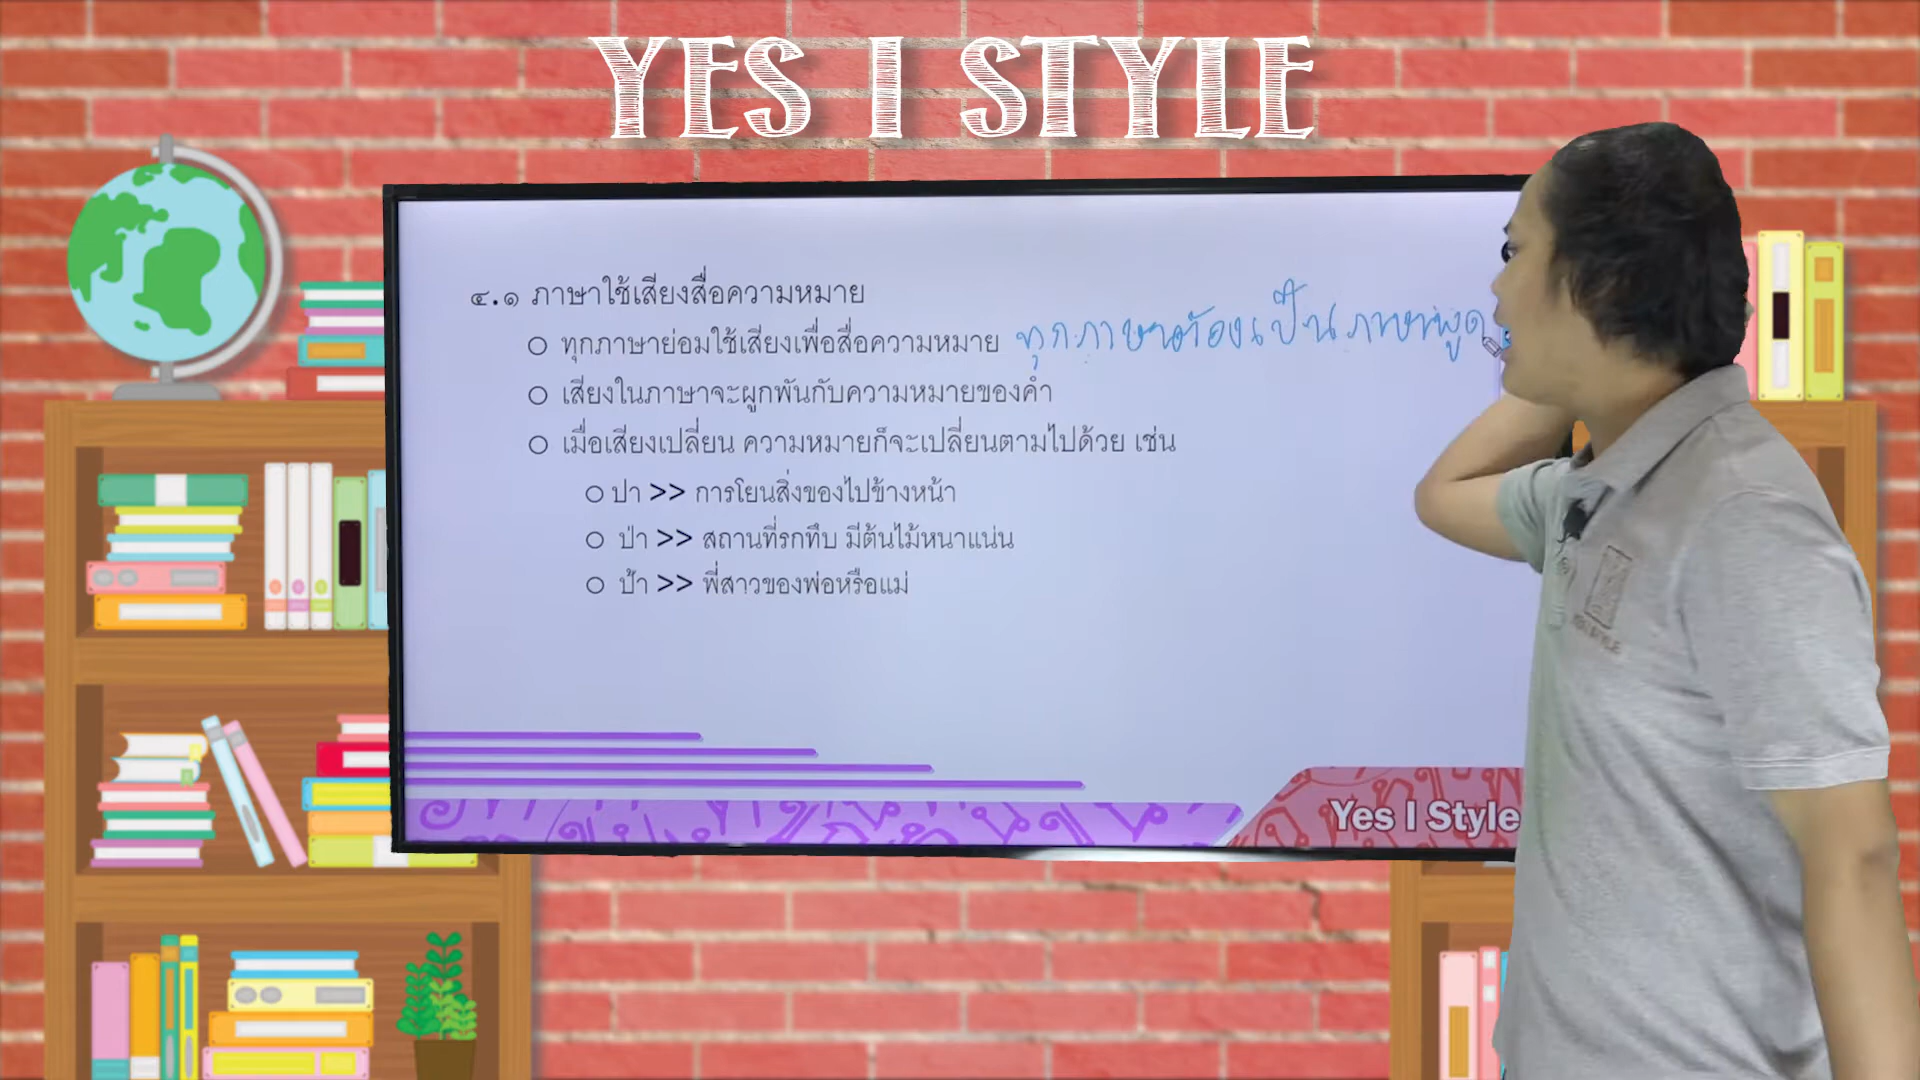 YES I STYLE
๔.๑ ภาษาใช้เสียงสื่อความหมาย
ทุกภาษาย่อมใช้เสียงเพื่อสื่อความหมาย ทุกภาษาต้องเป็นภาษาพูด
เสียงในภาษาจะผูกพันกับความหมายของคำ
เมื่อเสียงเปลี่ยน ความหมายก็จะเปลี่ยนตามไปด้วย เช่น
ปา >> การโยนสิ่งของไปข้างหน้า
ป่า >> สถานที่รกทึบ มีต้นไม้หนาแน่น
ป้า >> พี่สาวของพ่อหรือแม่
Yes I Style